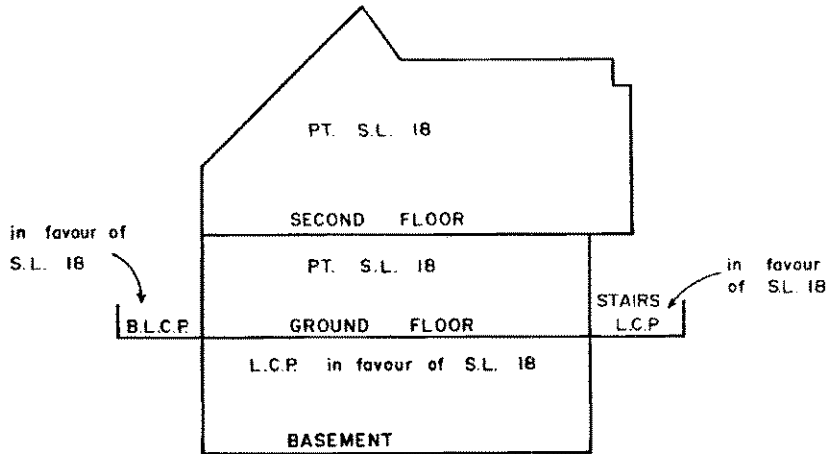 PT. S.L. 18
SECOND FLOOR
in favour of
S.L. 18
PT. S.L. 18
in favour
of S.L. 18
STAIRS
B.L.C.P.
GROUND FLOOR
L.C.P
L.C.P. in favour of S.L. 18
BASEMENT